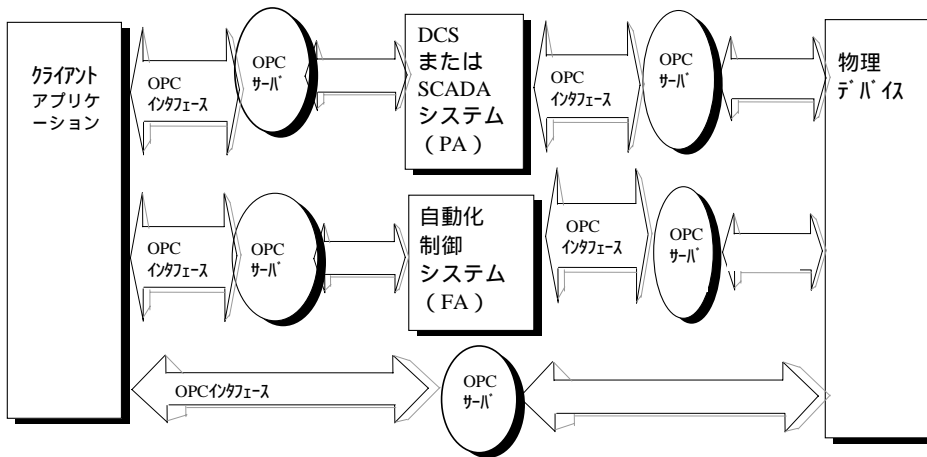 クライアント
アプリケ
ーション
OPC
インタフェース
OPC
サーバ
DCS
または
SCADA
システム
(PA)
OPC
インタフェース
OPC
サーバ
物理
デバイス
OPC
インタフェース
OPC
サーバ
自動化
制御
システム
(FA)
OPC
インタフェース
OPC
サーバ
OPCインタフェース
OPC
サーバ